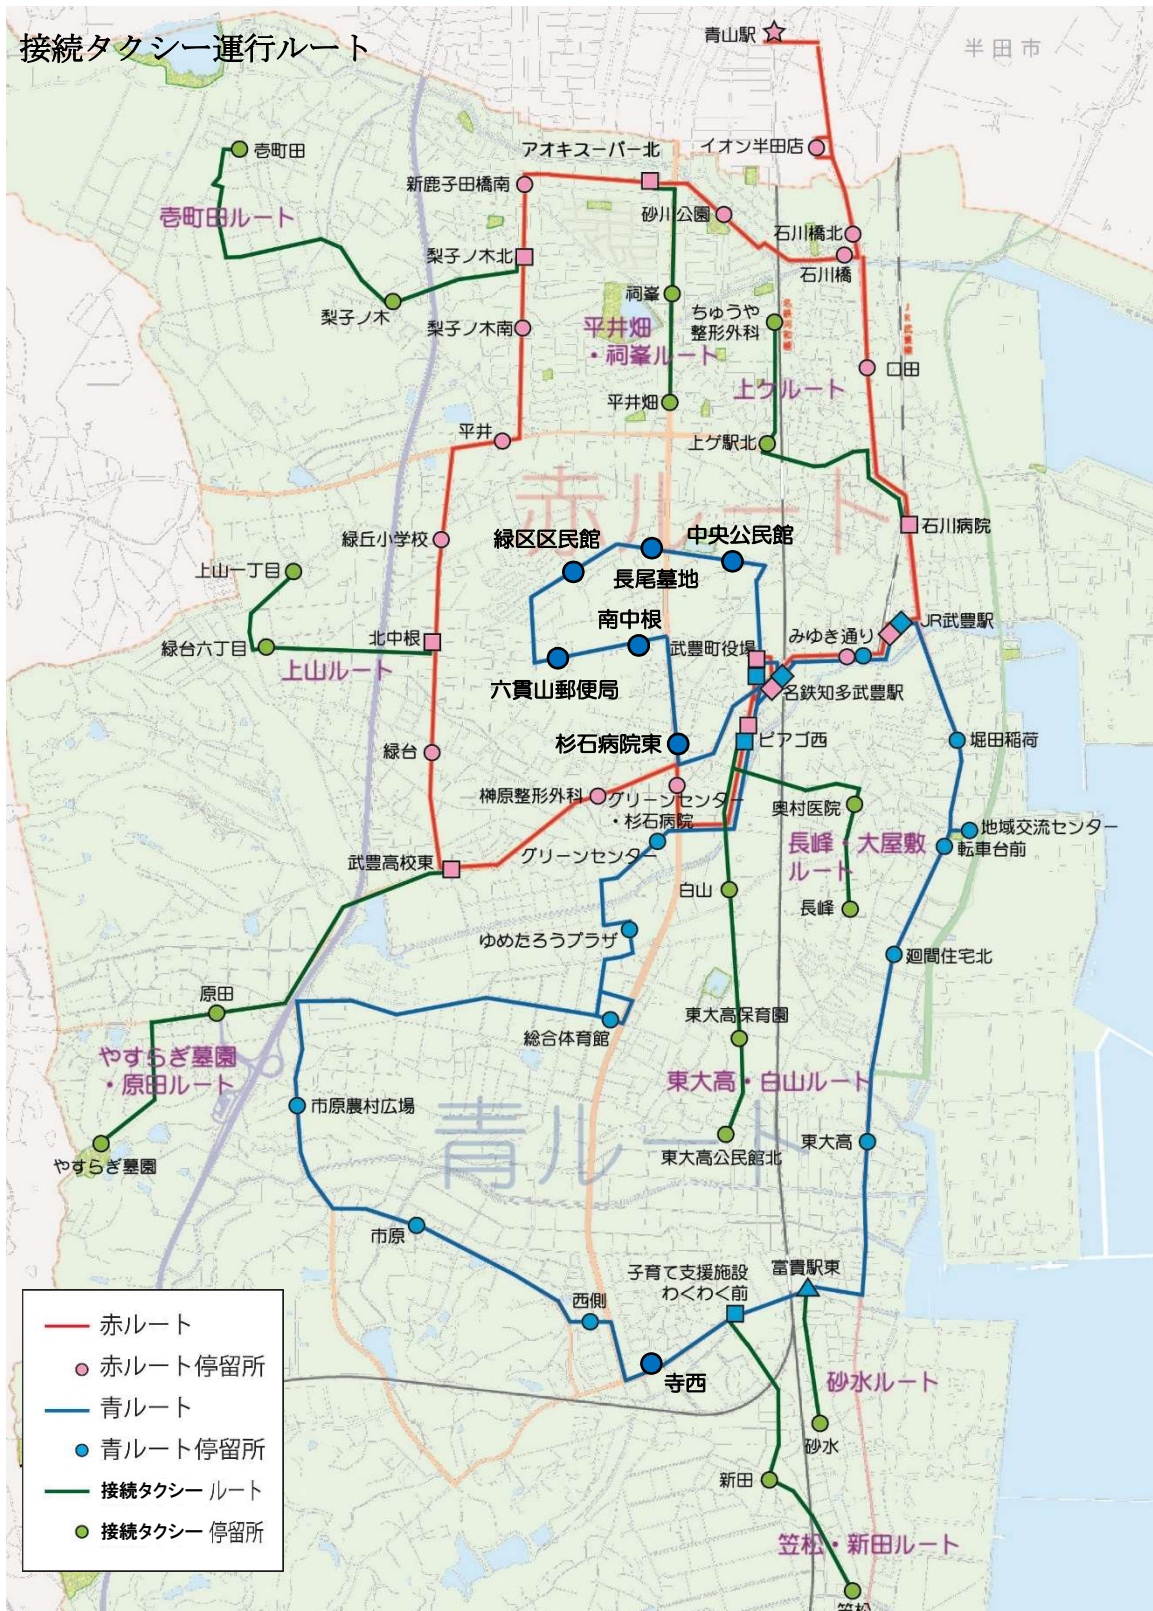 接続タクシー運行ルート
青山駅
半田市
イオン半田店
アオキスーパー北
壱町田
新鹿子田橋南
砂川公園
壱町田ルート
石川橋北
梨子ノ木北
石川橋
祠峯
梨子ノ木
ちゅうや
整形外科
名鉄河和線
JR武豊線
梨子ノ木南
平井畑
・祠峯ルート
口田
上ゲルート
平井畑
平井
上ゲ駅北
赤ルート
石川病院
緑丘小学校
緑区区民館
中央公民館
上山一丁目
長尾墓地
南中根
JR武豊駅
北中根
みゆき通り
緑台六丁目
武豊町役場
上山ルート
六貫山郵便局
名鉄知多武豊駅
杉石病院東
ピアゴ西
堀田稲荷
緑台
榊原整形外科
グリーンセンター
・杉石病院
奥村医院
地域交流センター
長峰・大屋敷
ルート
転車台前
グリーンセンター
武豊高校東
白山
長峰
ゆめたろうプラザ
廻間住宅北
原田
東大高保育園
総合体育館
やすらぎ墓園
・原田ルート
東大高・白山ルート
市原農村広場
青ルート
東大高
やすらぎ墓園
東大高公民館北
市原
子育て支援施設
わくわく前
富貴駅東
西側
寺西
砂水ルート
砂水
新田
笠松・新田ルート
笠松
赤ルート
赤ルート停留所
青ルート
青ルート停留所
接続タクシー ルート
接続タクシー 停留所